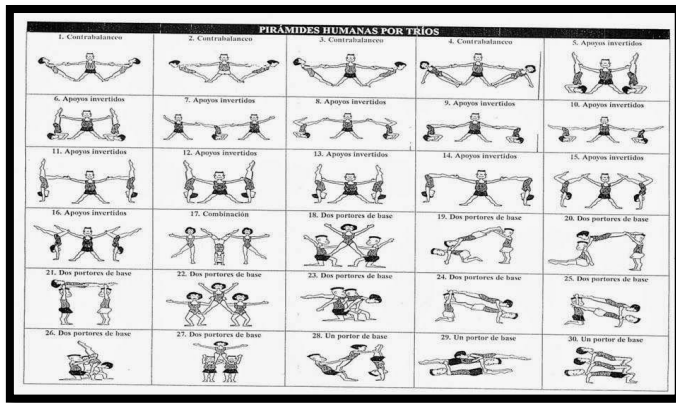 PIRÁMIDES HUMANAS POR TRÍOS
1. Contrabalanceo
2. Contrabalanceo
3. Contrabalanceo
4. Contrabalanceo
5. Apoyos invertidos
6. Apoyos invertidos
7. Apoyos invertidos
8. Apoyos invertidos
9. Apoyos invertidos
10. Apoyos invertidos
11. Apoyos invertidos
12. Apoyos invertidos
13. Apoyos invertidos
14. Apoyos invertidos
15. Apoyos invertidos
16. Apoyos invertidos
17. Combinación
18. Dos portores de base
19. Dos portores de base
20. Dos portores de base
21. Dos portores de base
22. Dos portores de base
23. Dos portores de base
24. Dos portores de base
25. Dos portores de base
26. Dos portores de base
27. Dos portores de base
28. Un portor de base
29. Un portor de base
30. Un portor de base